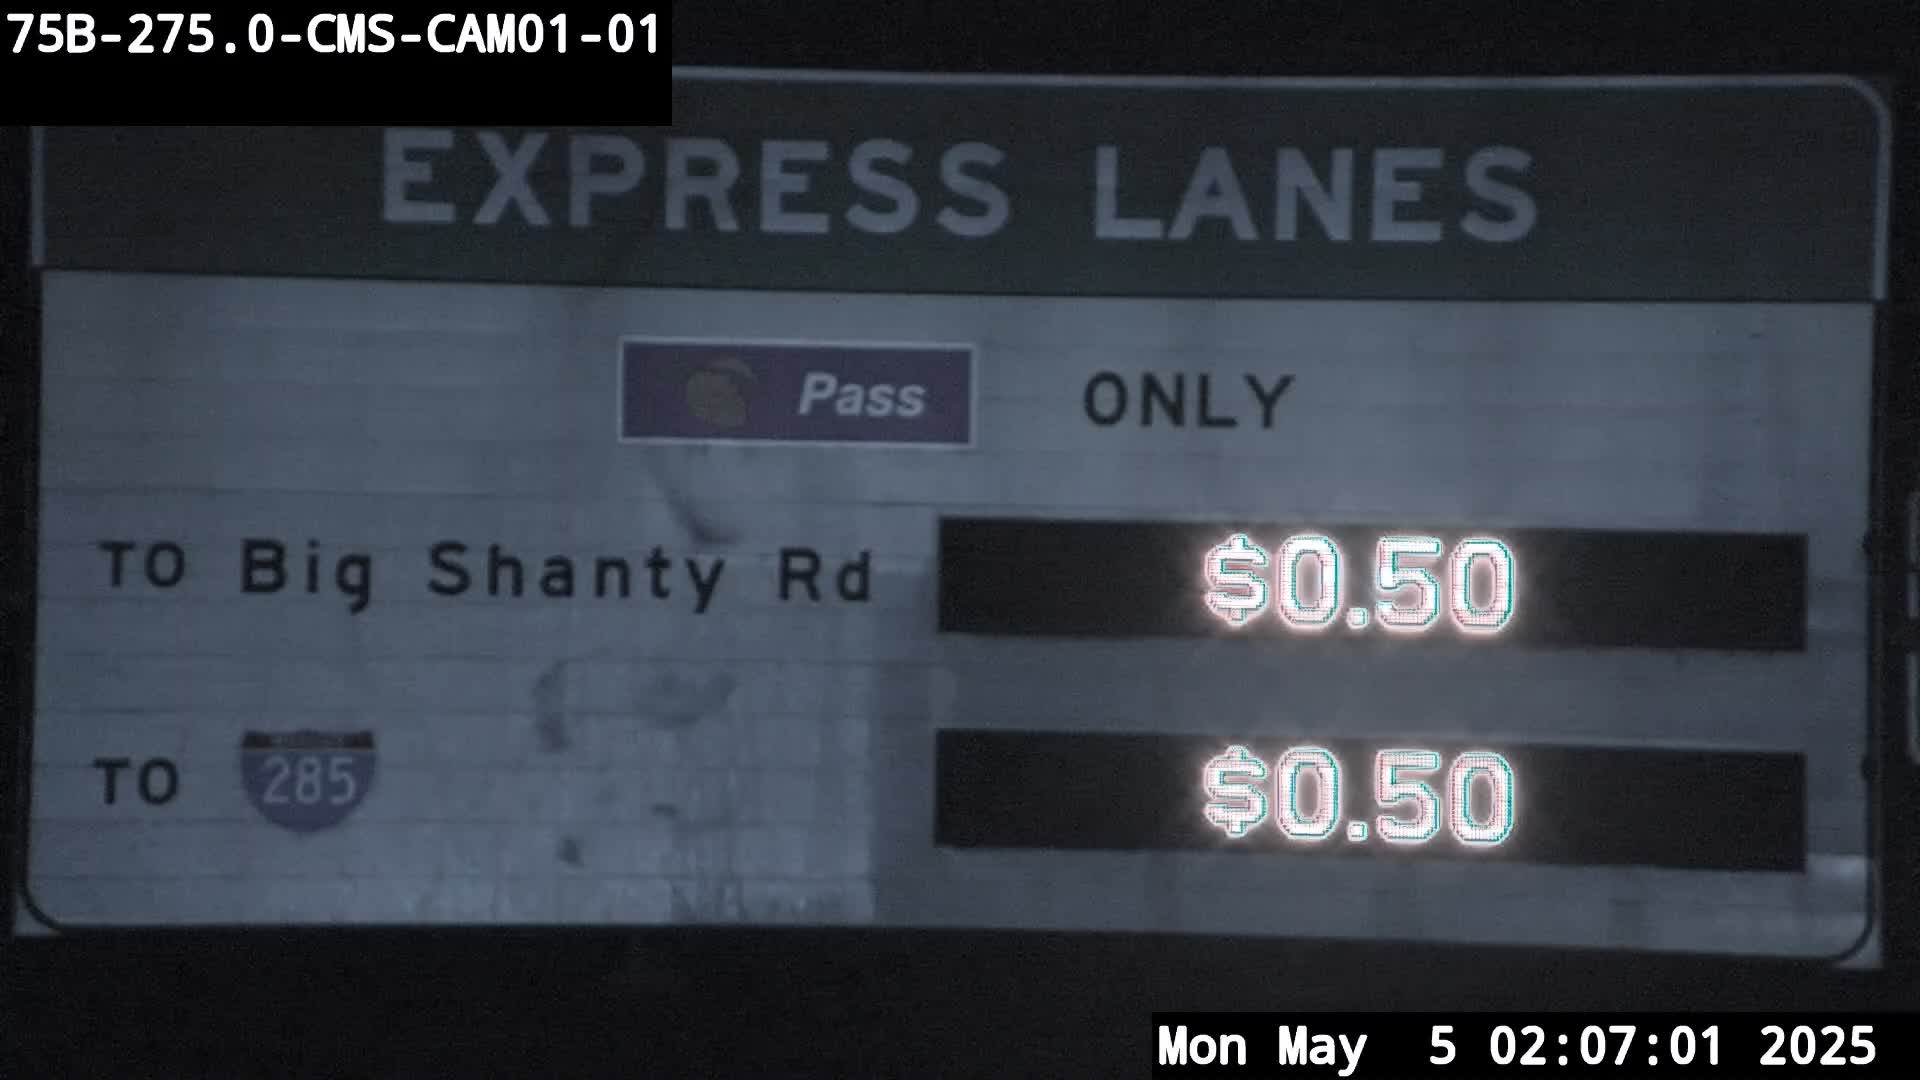 75B-275.0-CMS-CAM01-01
EXPRESS LANES
Pass ONLY
TO Big Shanty Rd $0.50
TO 285 $0.50
Mon May 5 02:07:01 2025